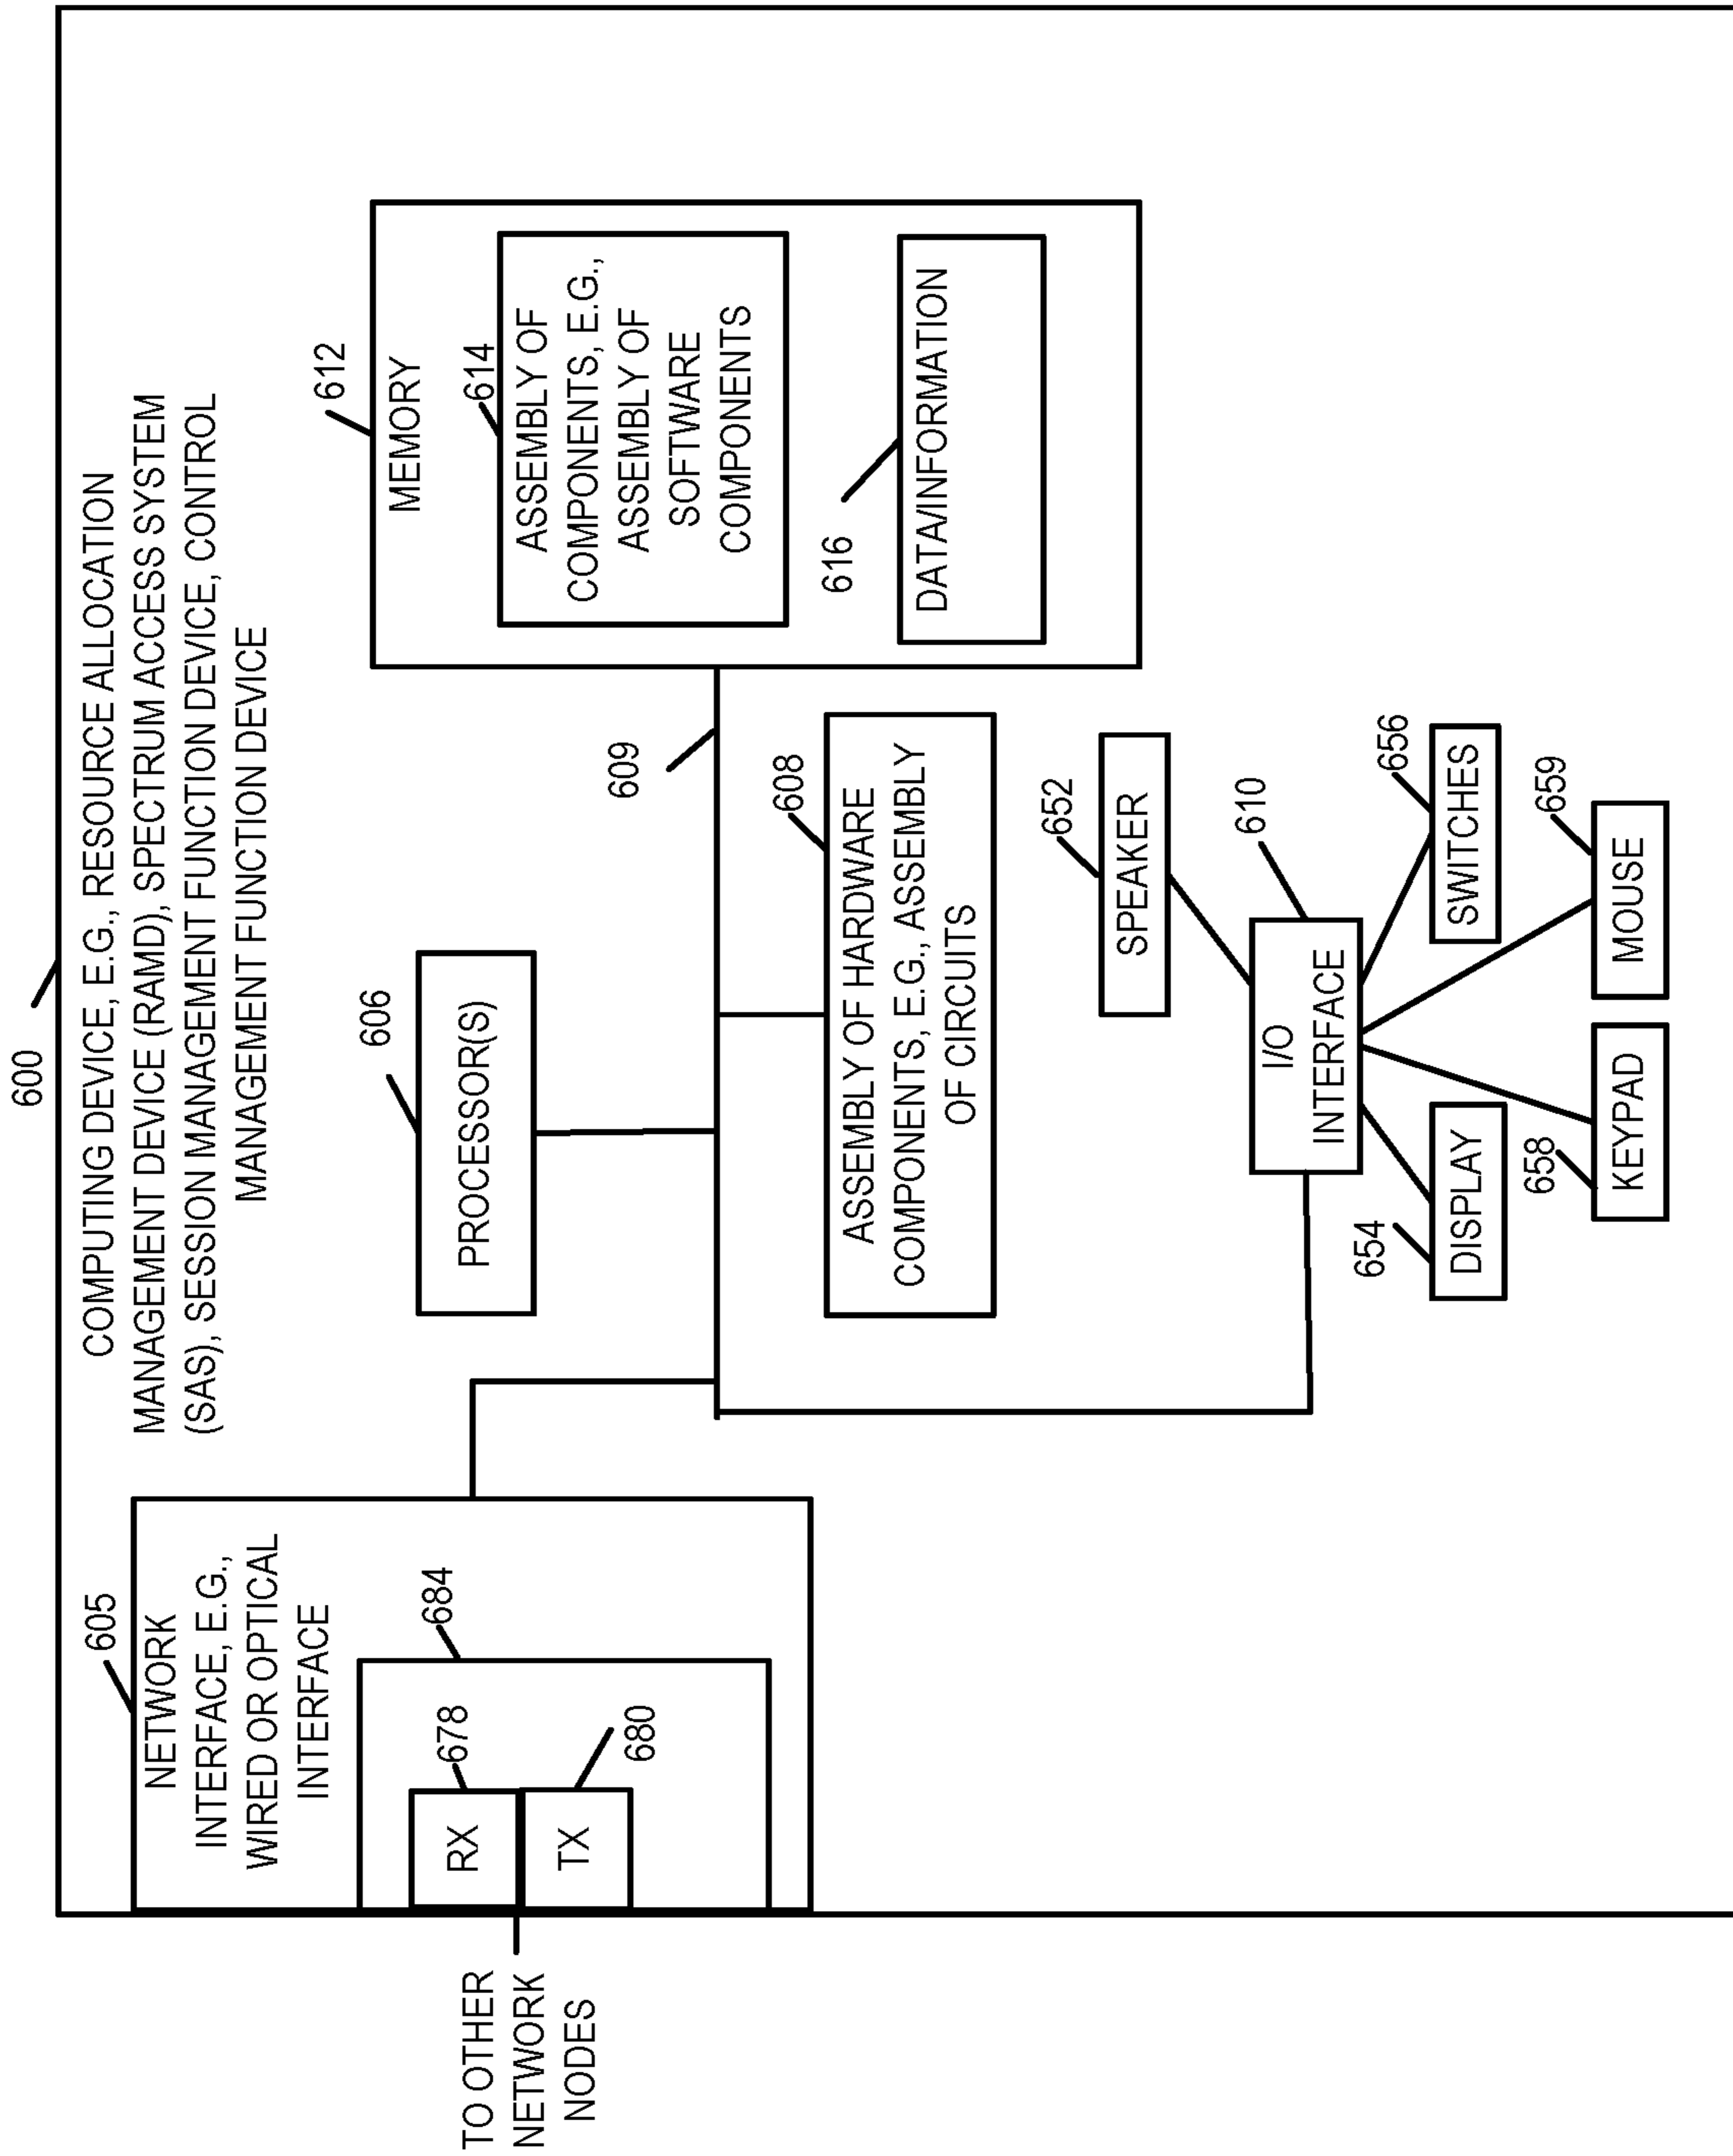 600
COMPUTING DEVICE, E.G., RESOURCE ALLOCATION
MANAGEMENT DEVICE (RAMD), SPECTRUM ACCESS SYSTEM
(SAS), SESSION MANAGEMENT FUNCTION DEVICE, CONTROL
MANAGEMENT FUNCTION DEVICE
605
NETWORK
INTERFACE, E.G.,
WIRED OR OPTICAL
INTERFACE
684
678
RX
TX
680
TO OTHER
NETWORK
NODES
606
PROCESSOR(S)
609
608
ASSEMBLY OF HARDWARE
COMPONENTS, E.G., ASSEMBLY
OF CIRCUITS
612
MEMORY
614
ASSEMBLY OF
COMPONENTS, E.G.,
ASSEMBLY OF
SOFTWARE
COMPONENTS
616
DATA/INFORMATION
652
SPEAKER
610
I/O
INTERFACE
654
DISPLAY
656
SWITCHES
658
KEYPAD
659
MOUSE